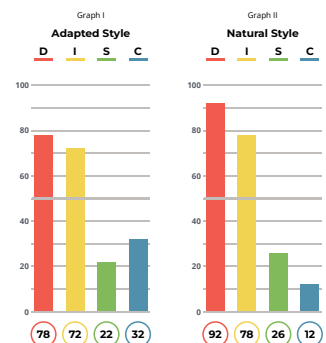 Graph I
Adapted Style
D I S C
100
80
60
40
20
0
78 72 22 32
Graph II
Natural Style
D I S C
100
80
60
40
20
0
92 78 26 12